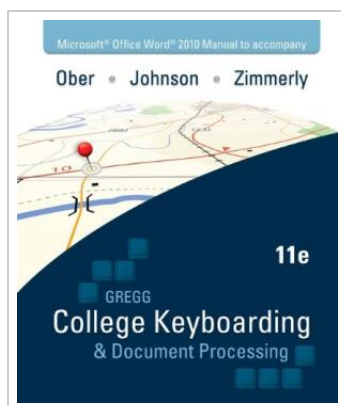 Microsoft® Office Word® 2010 Manual to accompany
Ober • Johnson • Zimmerly
11e
GREGG
College Keyboarding
& Document Processing